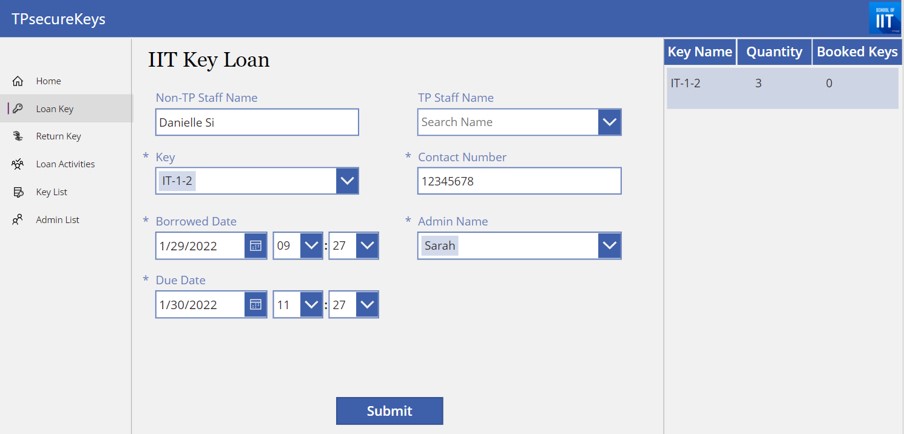 TPsecureKeys
SCHOOL OF
IIT
Home
Loan Key
Return Key
Loan Activities
Key List
Admin List
IIT Key Loan
Non-TP Staff Name
TP Staff Name
Danielle Si
Search Name
* Key
* Contact Number
IT-1-2
12345678
* Borrowed Date
* Admin Name
1/29/2022 09 : 27
Sarah
* Due Date
1/30/2022 11 : 27
Submit
Key Name Quantity Booked Keys
IT-1-2 3 0